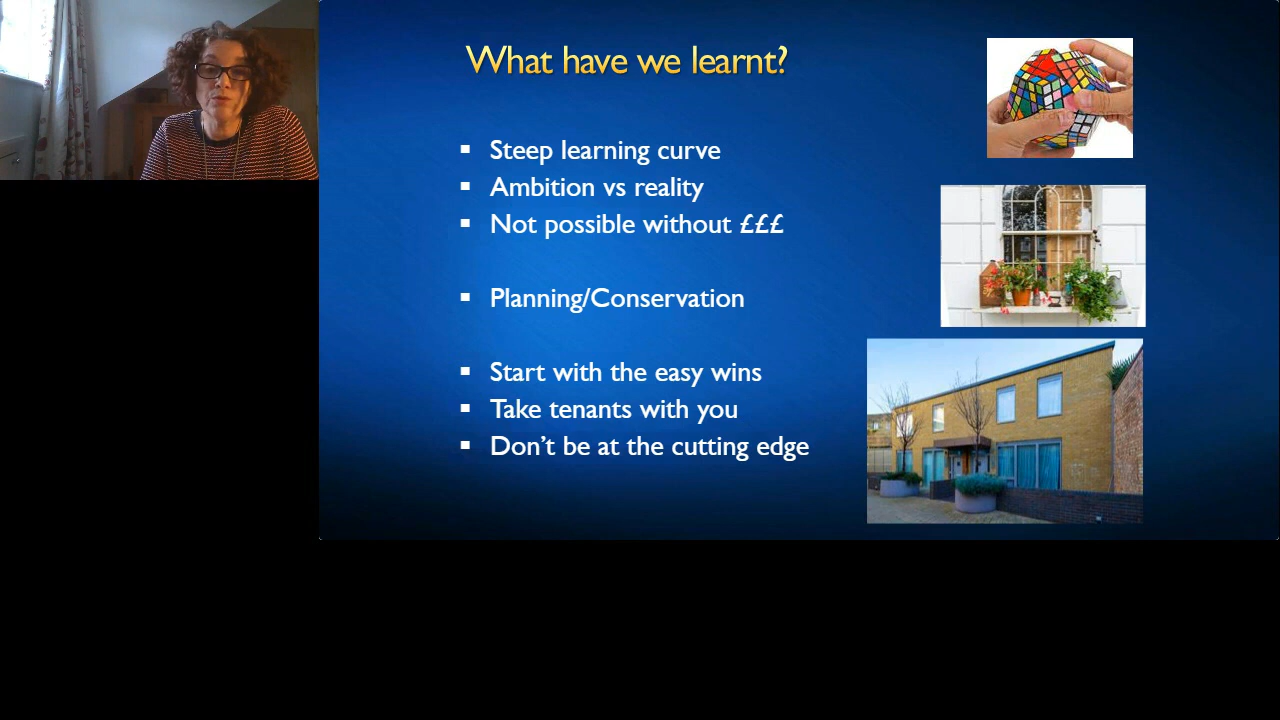 What have we learnt?
Steep learning curve
Ambition vs reality
Not possible without £££
Planning/Conservation
Start with the easy wins
Take tenants with you
Don’t be at the cutting edge